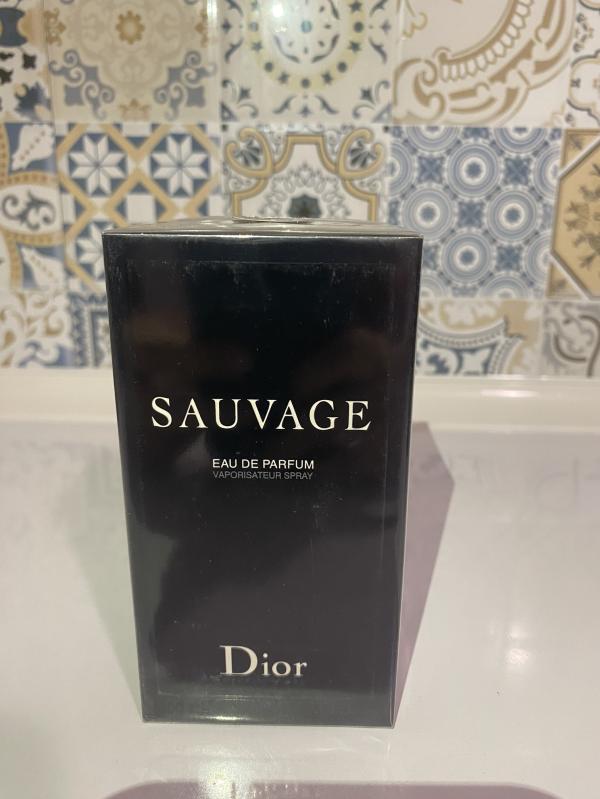 SAUVAGE
EAU DE PARFUM
VAPORISATEUR SPRAY
Dior